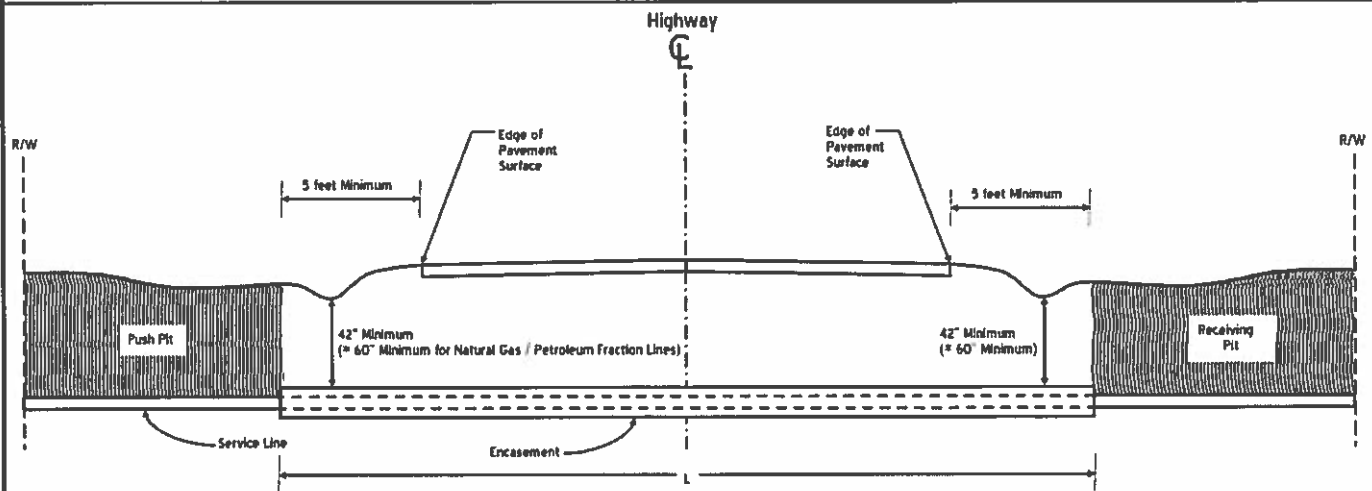 Highway
CL
R/W
Edge of
Pavement
Surface
Edge of
Pavement
Surface
R/W
5 feet Minimum
5 feet Minimum
Push Pit
42" Minimum
(* 60" Minimum for Natural Gas / Petroleum Fraction Lines)
42" Minimum
(* 60" Minimum)
Receiving
Pit
Service Line
Encasement
L